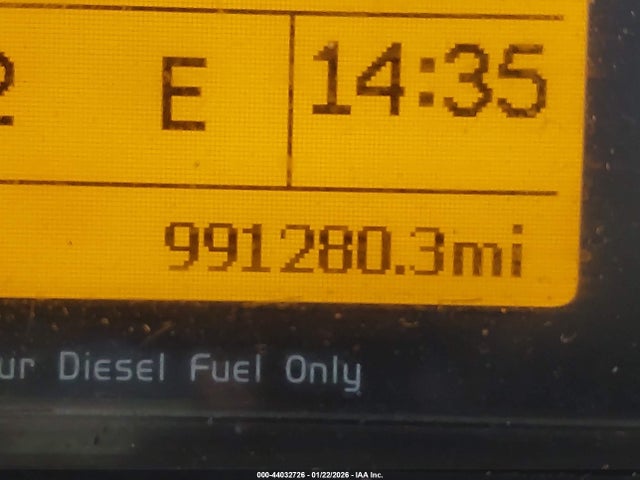 E
14:35
991280.3mi
Diesel Fuel Only
000-44032726 - 01/22/2026 - IAA Inc.